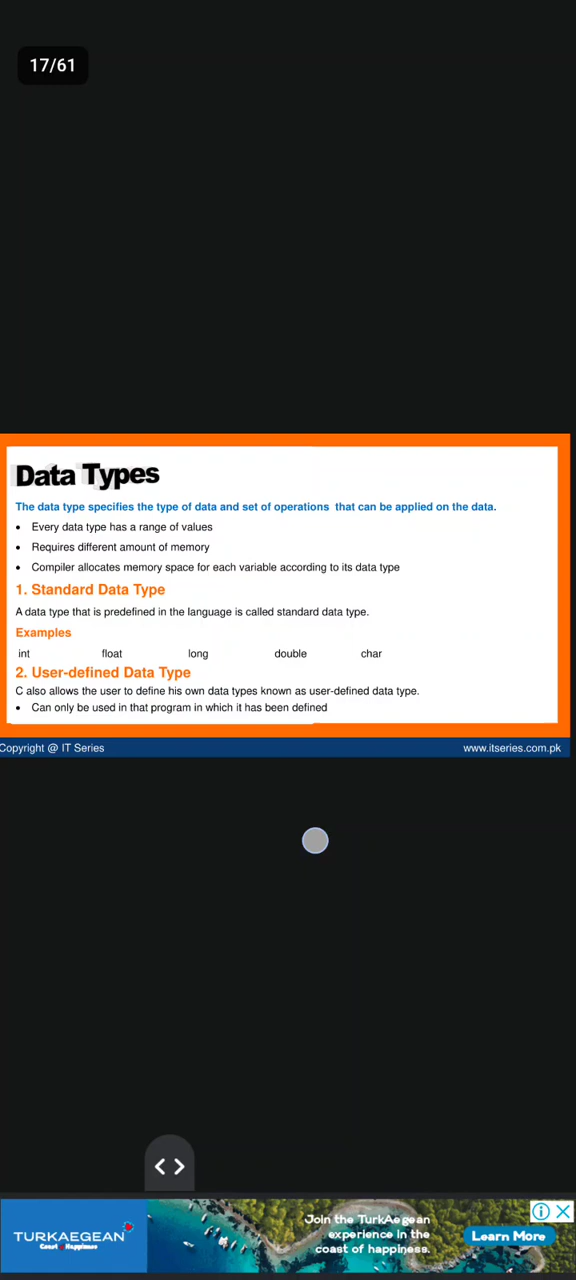 17/61
Data Types
The data type specifies the type of data and set of operations that can be applied on the data.
• Every data type has a range of values
• Requires different amount of memory
• Compiler allocates memory space for each variable according to its data type
1. Standard Data Type
A data type that is predefined in the language is called standard data type.
Examples
int float long double char
2. User-defined Data Type
C also allows the user to define his own data types known as user-defined data type.
• Can only be used in that program in which it has been defined
Copyright @ IT Series www.itseries.com.pk
TURKAEGEAN
Coast of Happiness
Join the TurkAegean
experience in the
coast of happiness.
Learn More